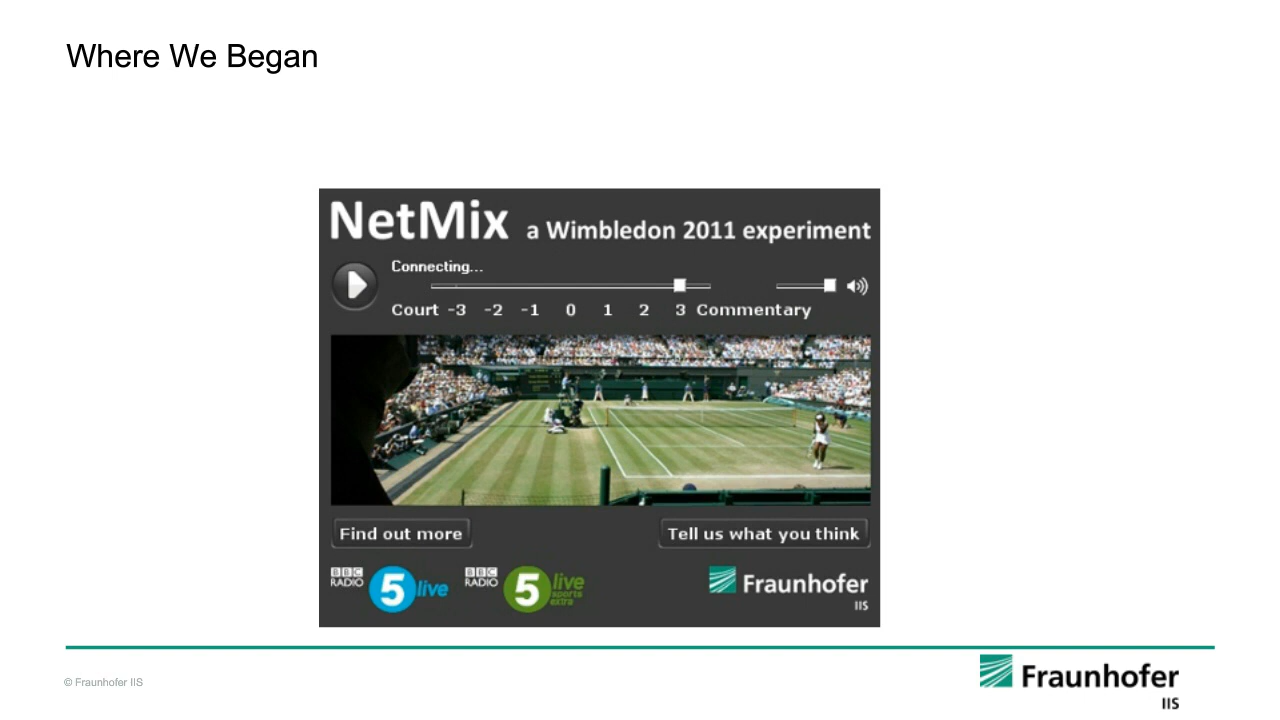 Where We Began
NetMix a Wimbledon 2011 experiment
Connecting...
Court -3 -2 -1 0 1 2 3 Commentary
Find out more
Tell us what you think
BBC RADIO 5 live
BBC RADIO 5 live sports extra
Fraunhofer
IIS
© Fraunhofer IIS
Fraunhofer
IIS